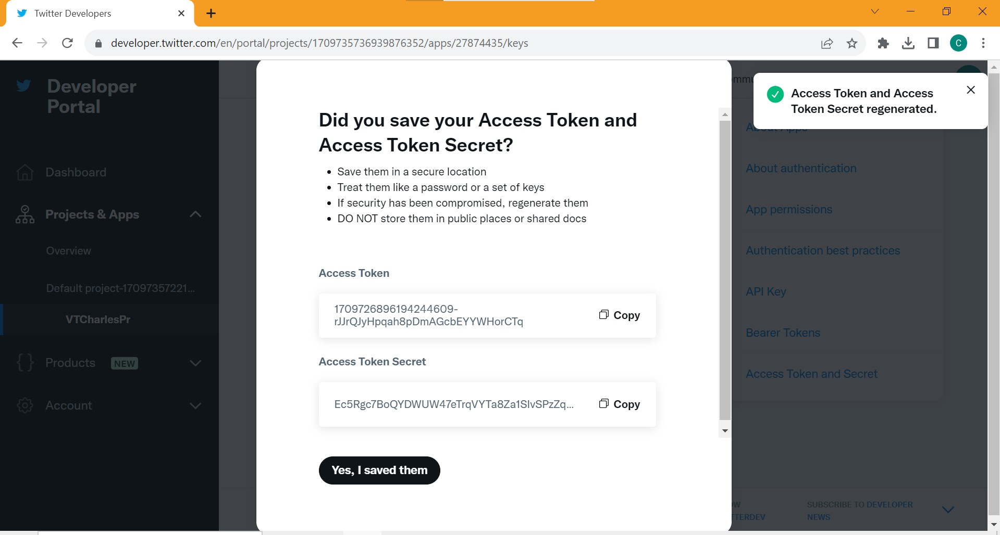 Twitter Developers
developer.twitter.com/en/portal/projects/1709735736939876352/apps/27874435/keys
C
Developer
Portal
Dashboard
Projects & Apps
Overview
Default project-17097357221...
VTCharlesPr
Products NEW
Account
Did you save your Access Token and
Access Token Secret?
• Save them in a secure location
• Treat them like a password or a set of keys
• If security has been compromised, regenerate them
• DO NOT store them in public places or shared docs
Access Token
1709726896194244609-
rJJrQJyHpqah8pDmAGcbEYYWHorCTq
Copy
Access Token Secret
Ec5Rgc7BoQYDWUW47eTrqVYTa8Za1SIvSPzZq...
Copy
Yes, I saved them
Access Token and Access
Token Secret regenerated.
About Apps
About authentication
App permissions
Authentication best practices
API Key
Bearer Tokens
Access Token and Secret
SUBSCRIBE TO DEVELOPER
NEWS